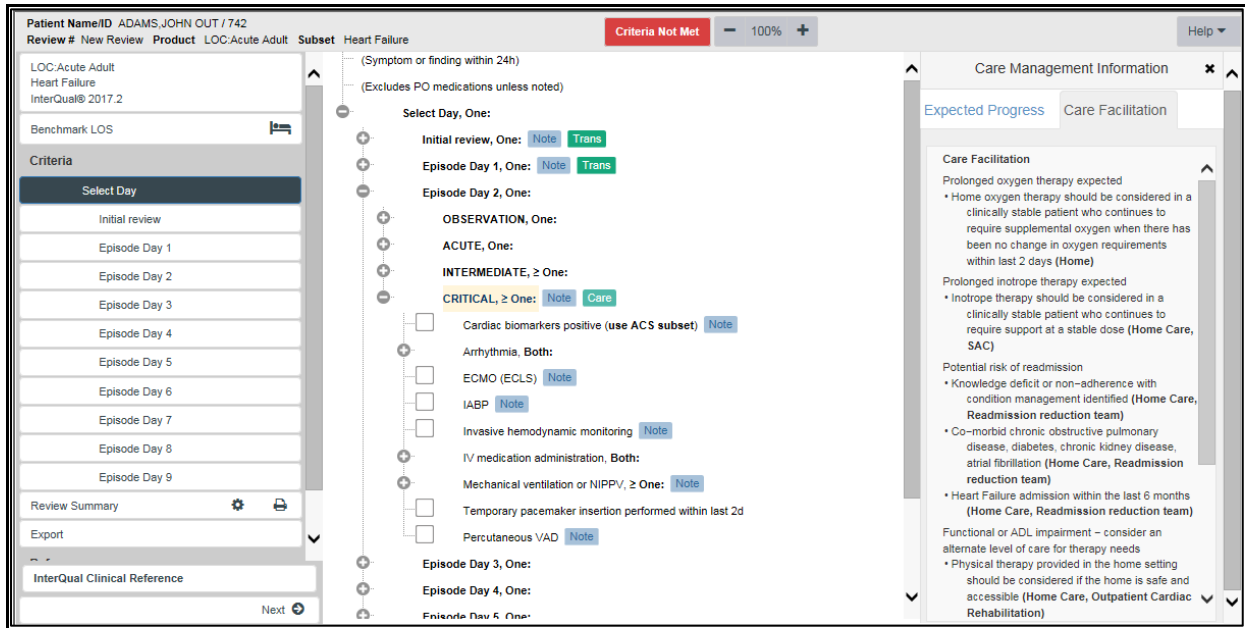 Patient Name/ID ADAMS,JOHN OUT / 742
Review # New Review Product LOC:Acute Adult Subset Heart Failure
Criteria Not Met
100%
Help
LOC:Acute Adult
Heart Failure
InterQual® 2017.2
Benchmark LOS
Criteria
Select Day
Initial review
Episode Day 1
Episode Day 2
Episode Day 3
Episode Day 4
Episode Day 5
Episode Day 6
Episode Day 7
Episode Day 8
Episode Day 9
Review Summary
Export
InterQual Clinical Reference
Next
(Symptom or finding within 24h)
(Excludes PO medications unless noted)
Select Day, One:
Initial review, One: Note Trans
Episode Day 1, One: Note Trans
Episode Day 2, One:
OBSERVATION, One:
ACUTE, One:
INTERMEDIATE, ≥ One:
CRITICAL, ≥ One: Note Care
Cardiac biomarkers positive (use ACS subset) Note
Arrhythmia, Both:
ECMO (ECLS) Note
IABP Note
Invasive hemodynamic monitoring Note
IV medication administration, Both:
Mechanical ventilation or NIPPV, ≥ One: Note
Temporary pacemaker insertion performed within last 2d
Percutaneous VAD Note
Episode Day 3, One:
Episode Day 4, One:
Episode Day 5, One:
Care Management Information
Expected Progress Care Facilitation
Care Facilitation
Prolonged oxygen therapy expected
• Home oxygen therapy should be considered in a
clinically stable patient who continues to
require supplemental oxygen when there has
been no change in oxygen requirements
within last 2 days (Home)
Prolonged inotrope therapy expected
• Inotrope therapy should be considered in a
clinically stable patient who continues to
require support at a stable dose (Home Care,
SAC)
Potential risk of readmission
• Knowledge deficit or non–adherence with
condition management identified (Home Care,
Readmission reduction team)
• Co–morbid chronic obstructive pulmonary
disease, diabetes, chronic kidney disease,
atrial fibrillation (Home Care, Readmission
reduction team)
• Heart Failure admission within the last 6 months
(Home Care, Readmission reduction team)
Functional or ADL impairment – consider an
alternate level of care for therapy needs
• Physical therapy provided in the home setting
should be considered if the home is safe and
accessible (Home Care, Outpatient Cardiac
Rehabilitation)